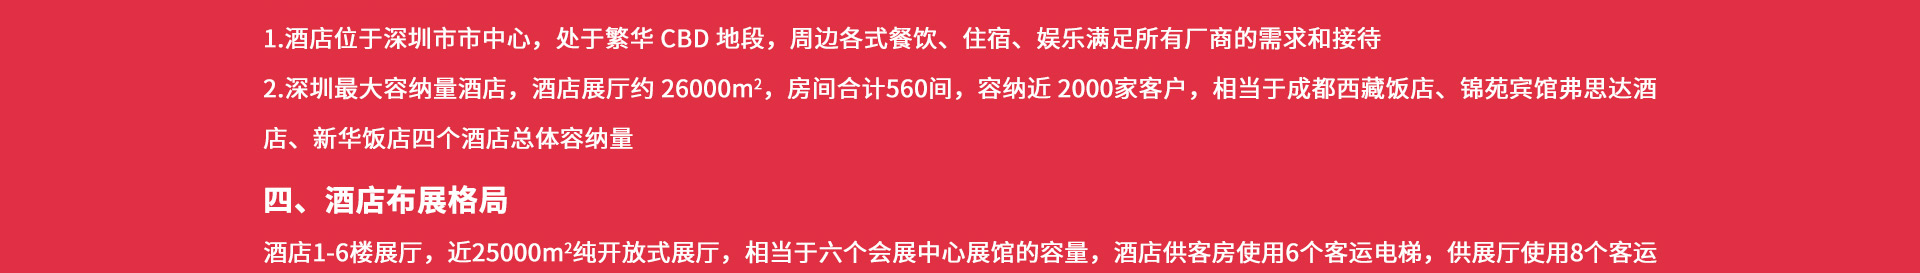 1.酒店位于深圳市市中心，处于繁华 CBD 地段，周边各式餐饮、住宿、娱乐满足所有厂商的需求和接待
2.深圳最大容纳量酒店，酒店展厅约 26000m²，房间合计560间，容纳近 2000家客户，相当于成都西藏饭店、锦苑宾馆弗思达酒
店、新华饭店四个酒店总体容纳量
四、酒店布展格局
酒店1-6楼展厅，近25000m²纯开放式展厅，相当于六个会展中心展馆的容量，酒店供客房使用6个客运电梯，供展厅使用8个客运